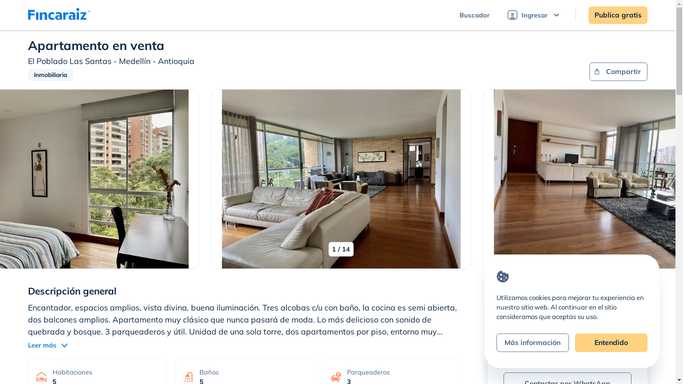 Fincaraiz
Buscador
Ingresar
Publica gratis
Apartamento en venta
El Poblado Las Santas - Medellín - Antioquia
Inmobiliaria
Compartir
1 / 14
Descripción general
Encantador, espacios amplios, vista divina, buena iluminación. Tres alcobas c/u con baño, la cocina es semi abierta,
dos balcones amplios. Apartamento muy clásico que nunca pasará de moda. Lo más delicioso con sonido de
quebrada y bosque. 3 parqueaderos y útil. Unidad de una sola torre, dos apartamentos por piso, entorno muy...
Leer más
Habitaciones
5
Baños
5
Parqueaderos
3
Utilizamos cookies para mejorar tu experiencia en
nuestro sitio web. Al continuar en el sitio
consideramos que aceptas su uso.
Más información
Entendido
Contactar por WhatsApp